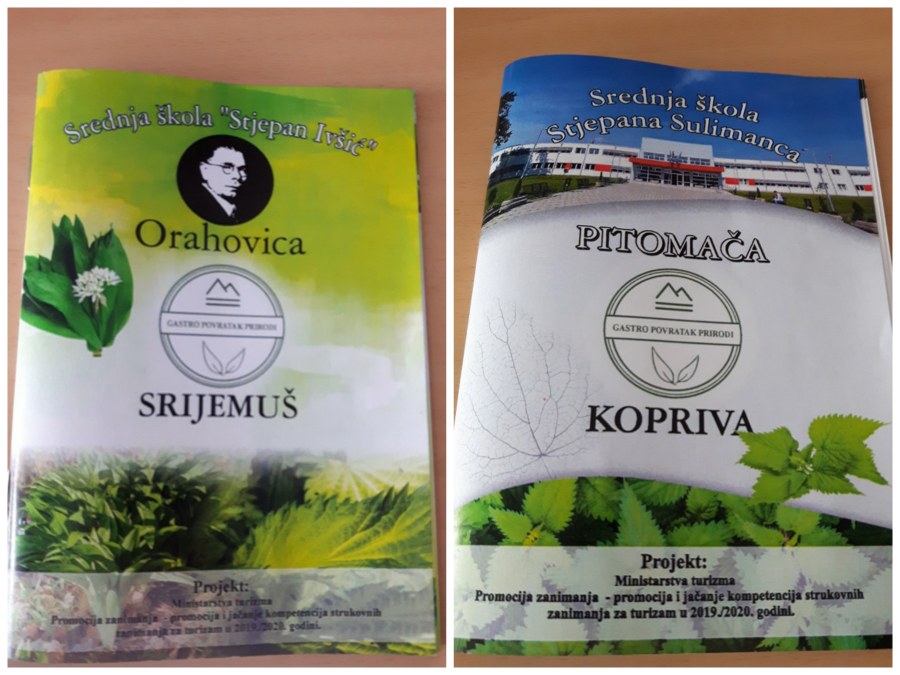 Srednja škola "Stjepan Ivšić"
Orahovica
GASTRO POVRATAK PRIRODI
SRIJEMUŠ
Projekt:
Ministarstva turizma
Promocija zanimanja - promocija i jačanje kompetencija strukovnih
zanimanja za turizam u 2019./2020. godini.
Srednja škola
Stjepana Sulimanca
PITOMAČA
GASTRO POVRATAK PRIRODI
KOPRIVA
Projekt:
Ministarstva turizma
Promocija zanimanja - promocija i jačanje kompetencija strukovnih
zanimanja za turizam u 2019./2020. godini.